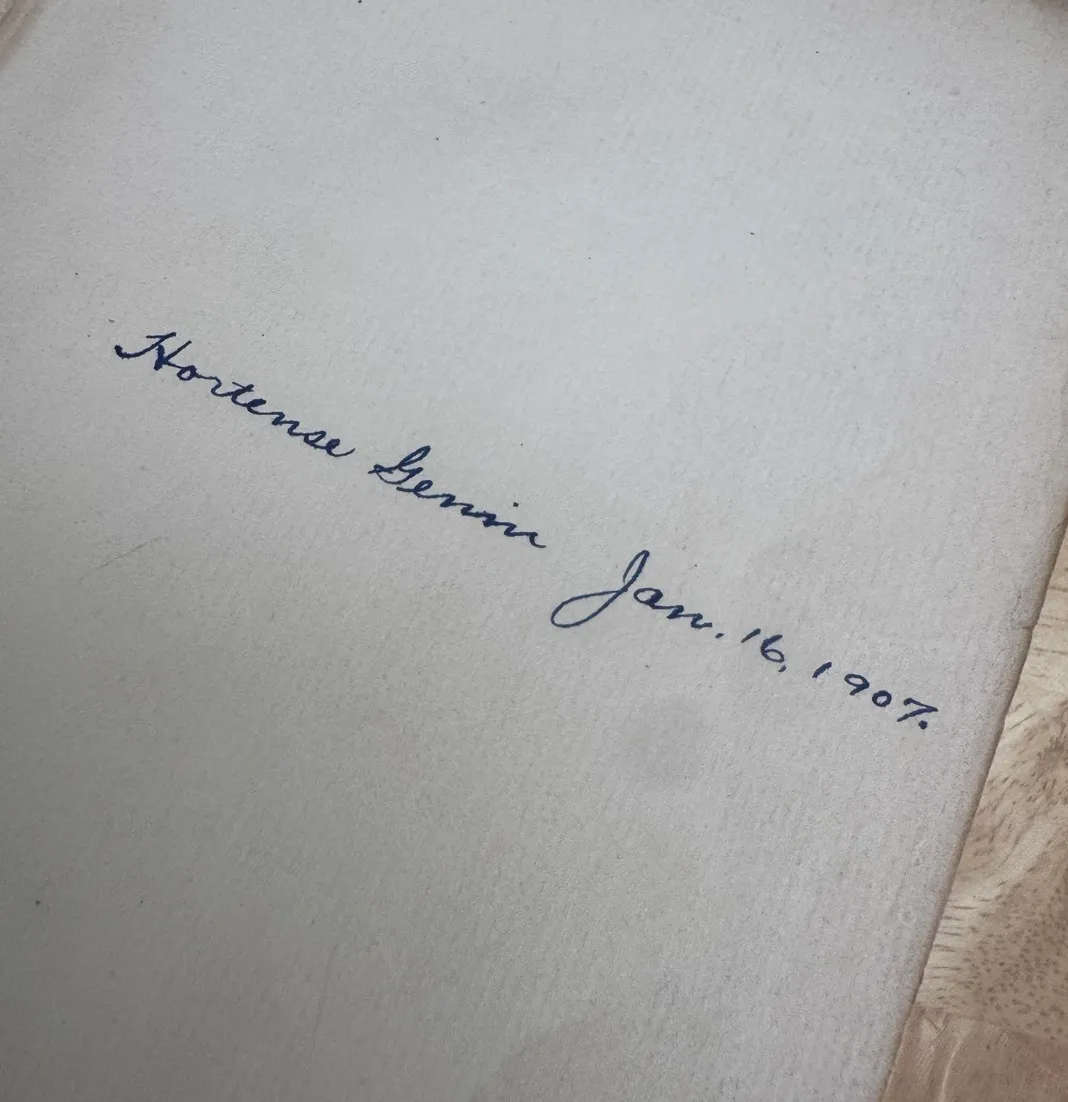 Hortense Genin Jan. 16, 1907.